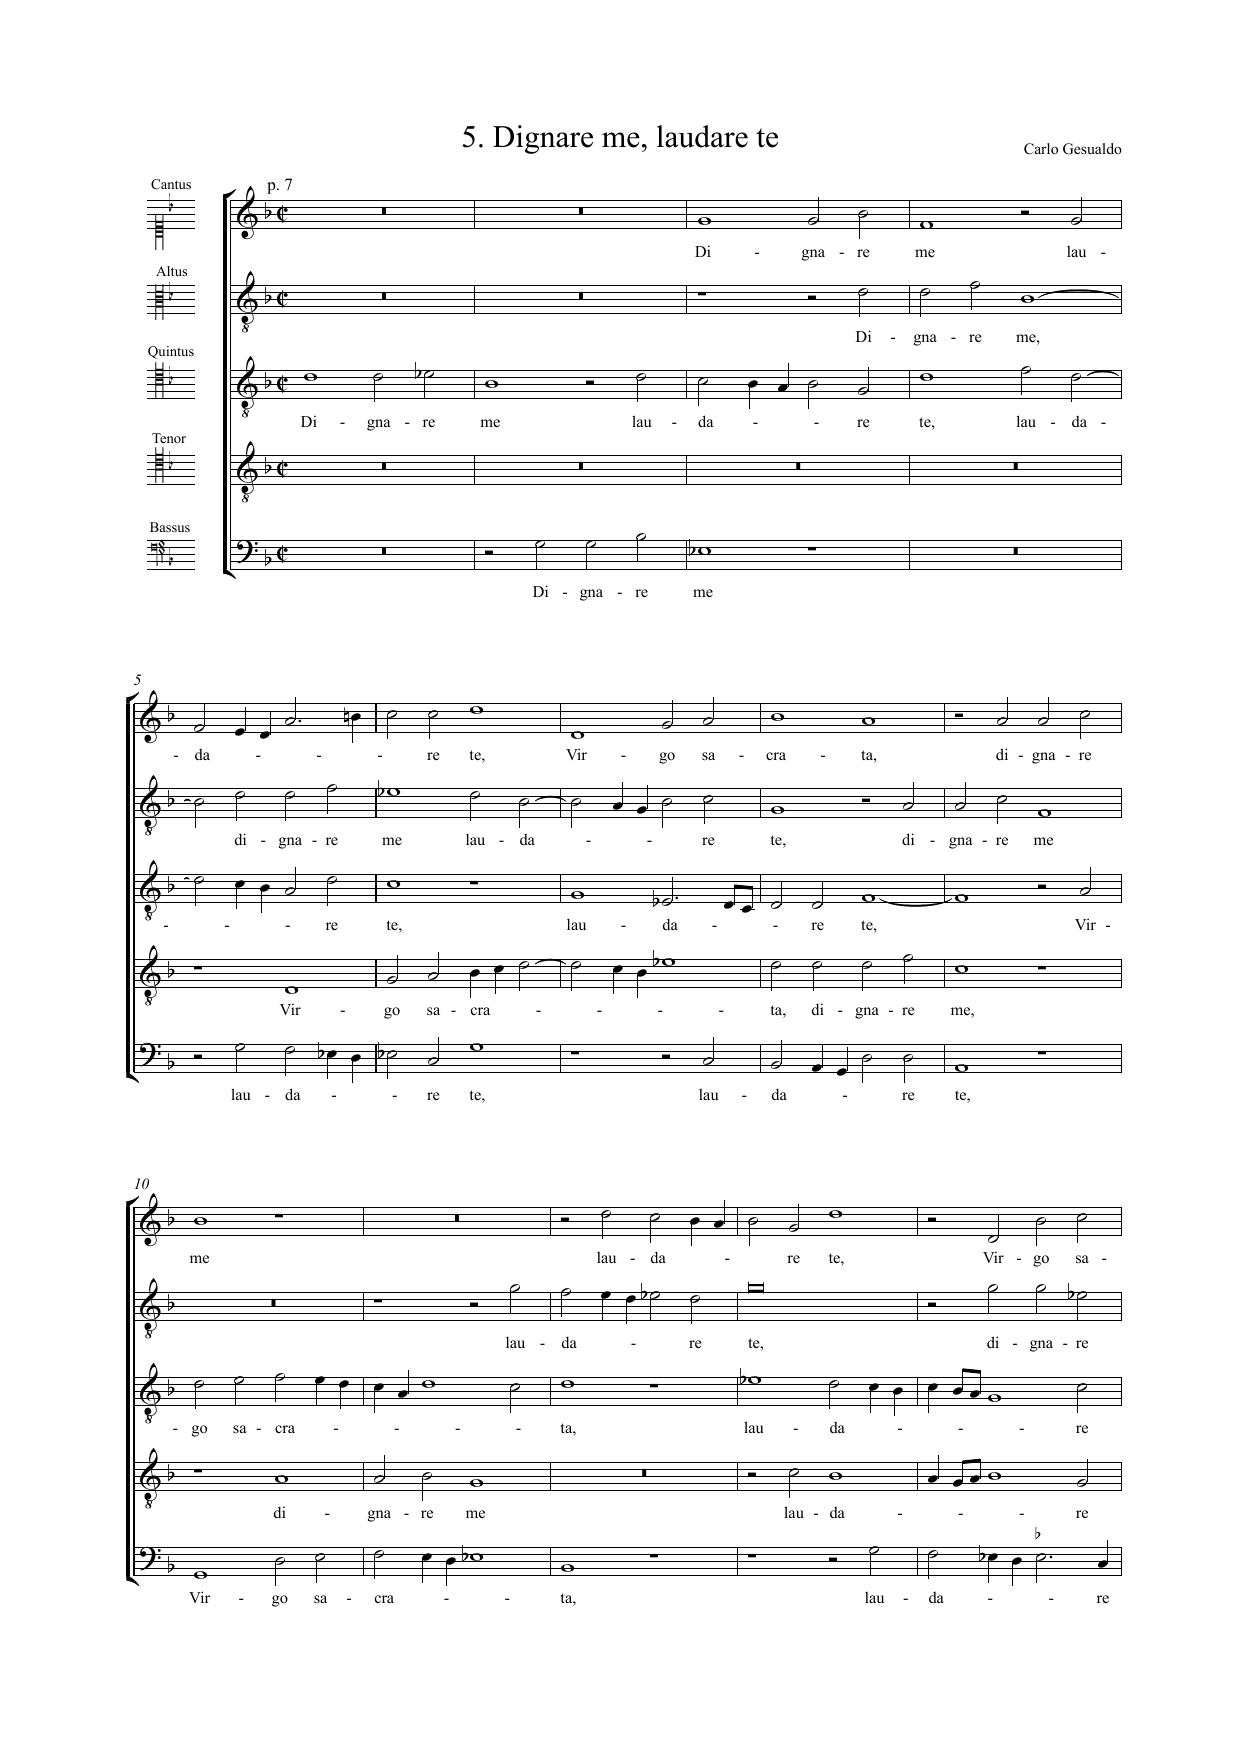 5. Dignare me, laudare te
Carlo Gesualdo
Cantus
p. 7
Di - gna - re me lau -
Altus
Di - gna - re me,
Quintus
Di - gna - re me lau - da - - re te, lau - da -
Tenor
Bassus
Di - gna - re me
5
- da - - - re te, Vir - go sa - cra - ta, di - gna - re
di - gna - re me lau - da - - re te, di - gna - re me
- - - re te, lau - da - - re te, Vir -
Vir - go sa - cra - - - - ta, di - gna - re me,
lau - da - - re te, lau - da - re te,
10
me lau - da - re te, Vir - go sa -
lau - da - re te, di - gna - re
- go sa - cra - - - - ta, lau - da - - - re
di - gna - re me lau - da - - - re
♭
Vir - go sa - cra - - ta, lau - da - - re